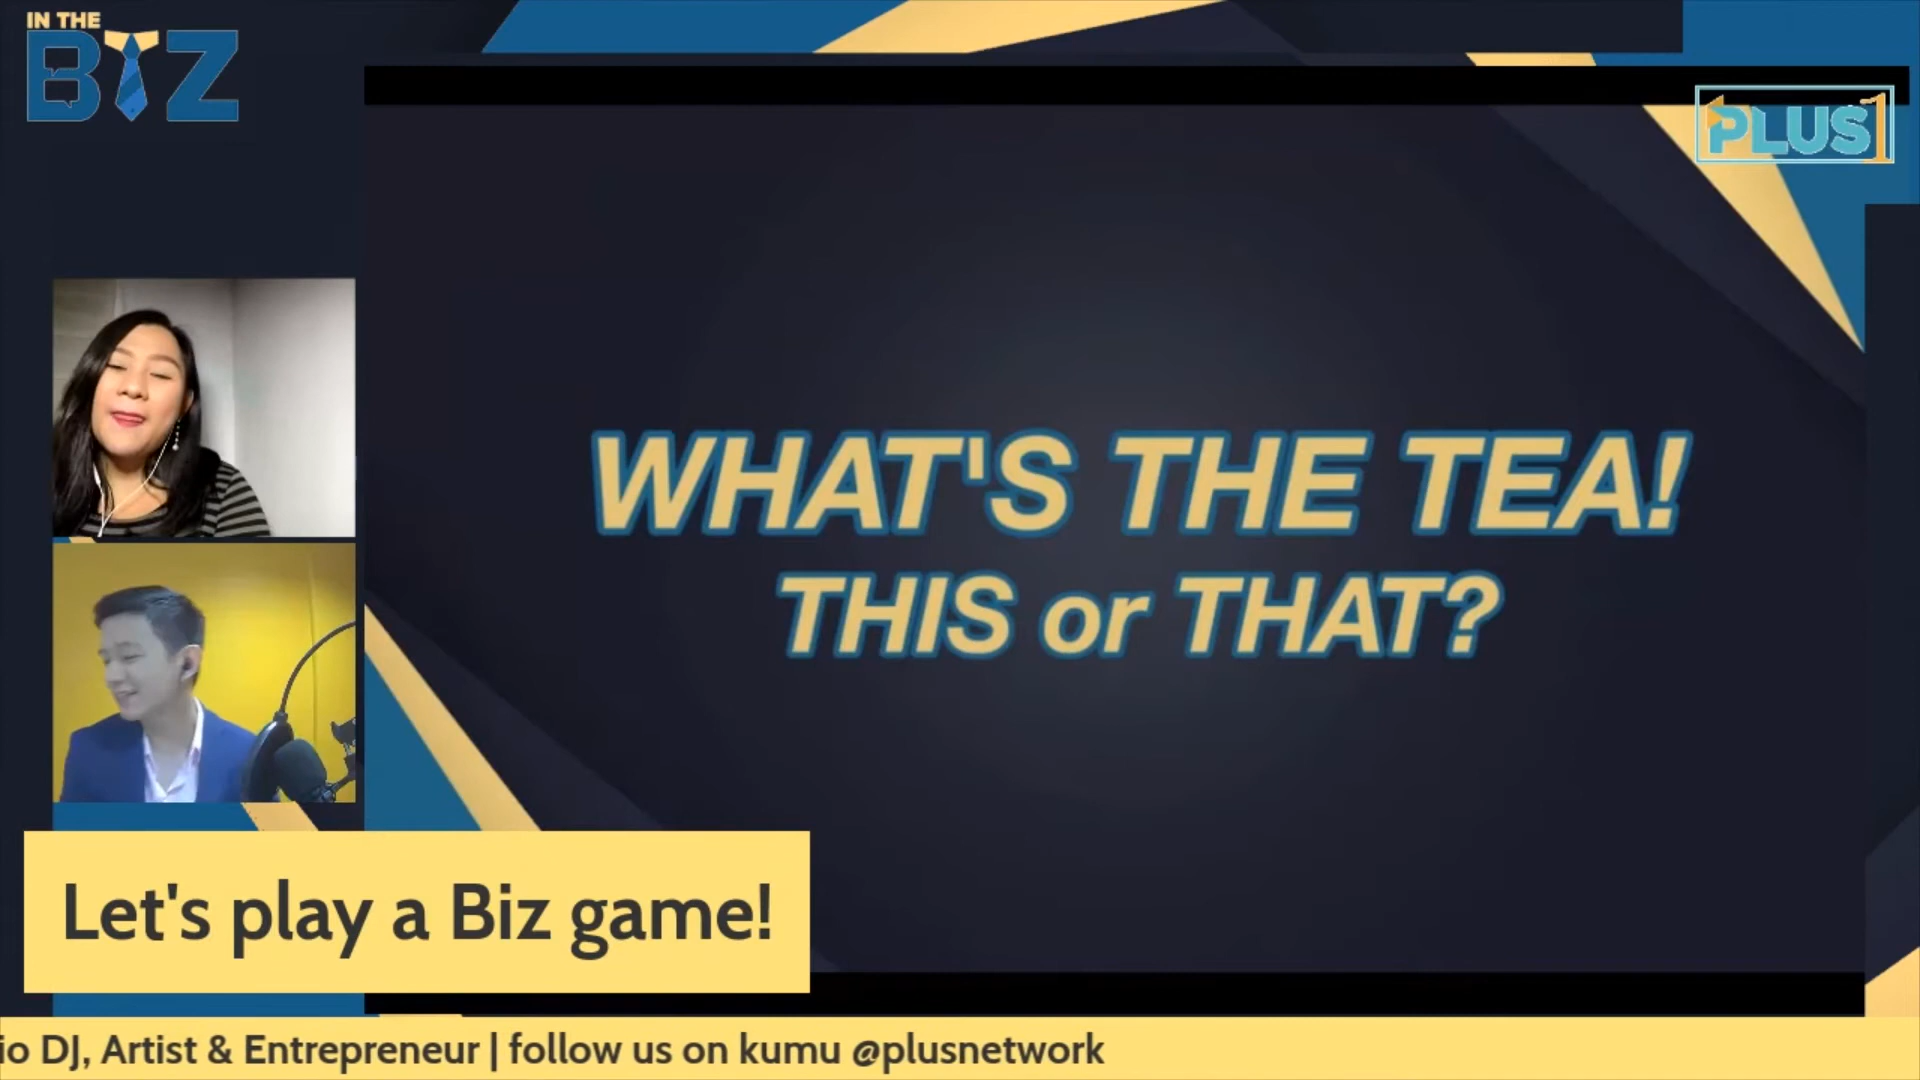 IN THE
BIZ
PLUS1
WHAT'S THE TEA!
THIS or THAT?
Let's play a Biz game!
io DJ, Artist & Entrepreneur | follow us on kumu @plusnetwork